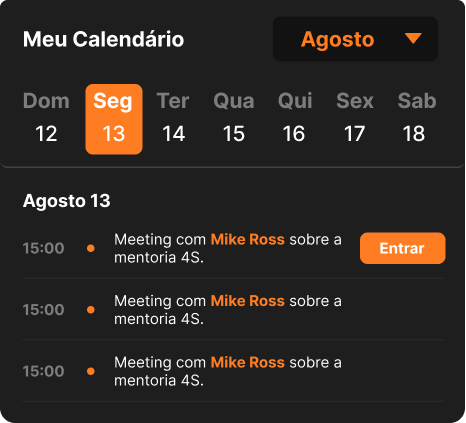 Meu Calendário
Agosto
Dom Seg Ter Qua Qui Sex Sab
12 13 14 15 16 17 18
Agosto 13
15:00 Meeting com Mike Ross sobre a
mentoria 4S.
Entrar
15:00 Meeting com Mike Ross sobre a
mentoria 4S.
15:00 Meeting com Mike Ross sobre a
mentoria 4S.